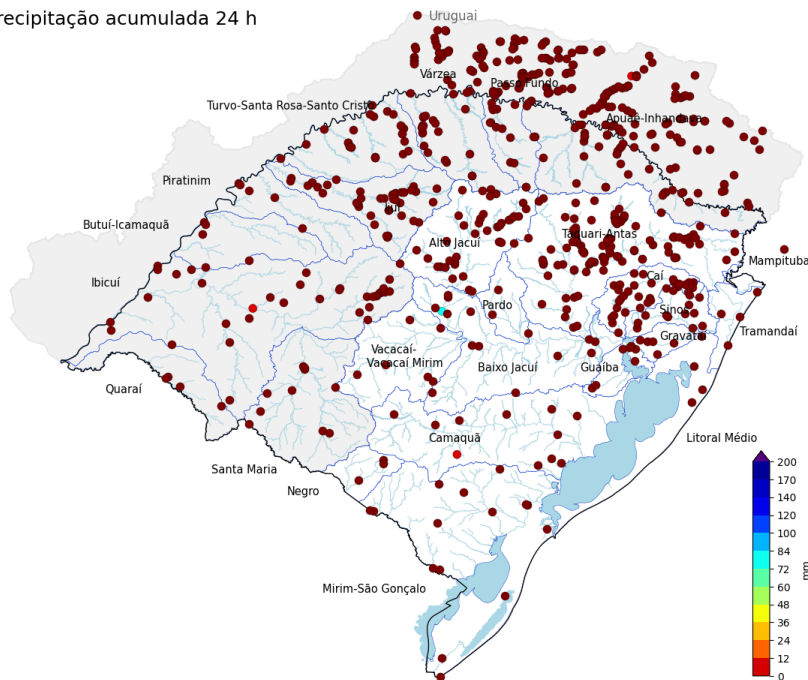 recipitação acumulada 24 h
Uruguai
Várzea
Passo Fundo
Turvo-Santa Rosa-Santo Cristo
Apuaê-Inhandava
Piratinim
Ijuí
Butuí-Icamaquã
Alto Jacuí
Taquari-Antas
Mampituba
Ibicuí
Caí
Pardo
Sinos
Tramandaí
Gravataí
Vacacaí-
Vacacaí Mirim
Baixo Jacuí
Guaíba
Quaraí
Camaquã
Litoral Médio
Santa Maria
Negro
Mirim-São Gonçalo
200
170
140
120
100
84
72
60
48
36
24
12
0
mm